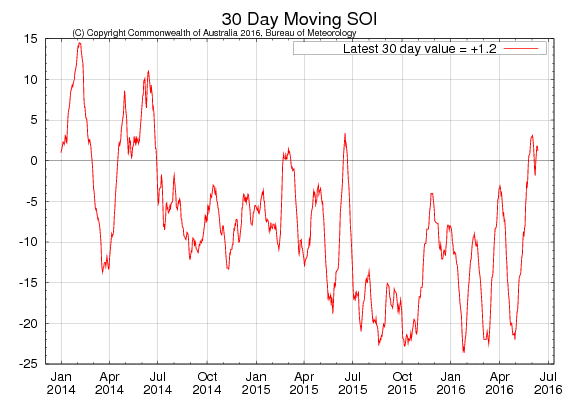 30 Day Moving SOI
(C) Copyright Commonwealth of Australia 2016, Bureau of Meteorology
Latest 30 day value = +1.2
15
10
5
0
-5
-10
-15
-20
-25
Jan Apr Jul Oct Jan Apr Jul Oct Jan Apr Jul
2014 2014 2014 2014 2015 2015 2015 2015 2016 2016 2016